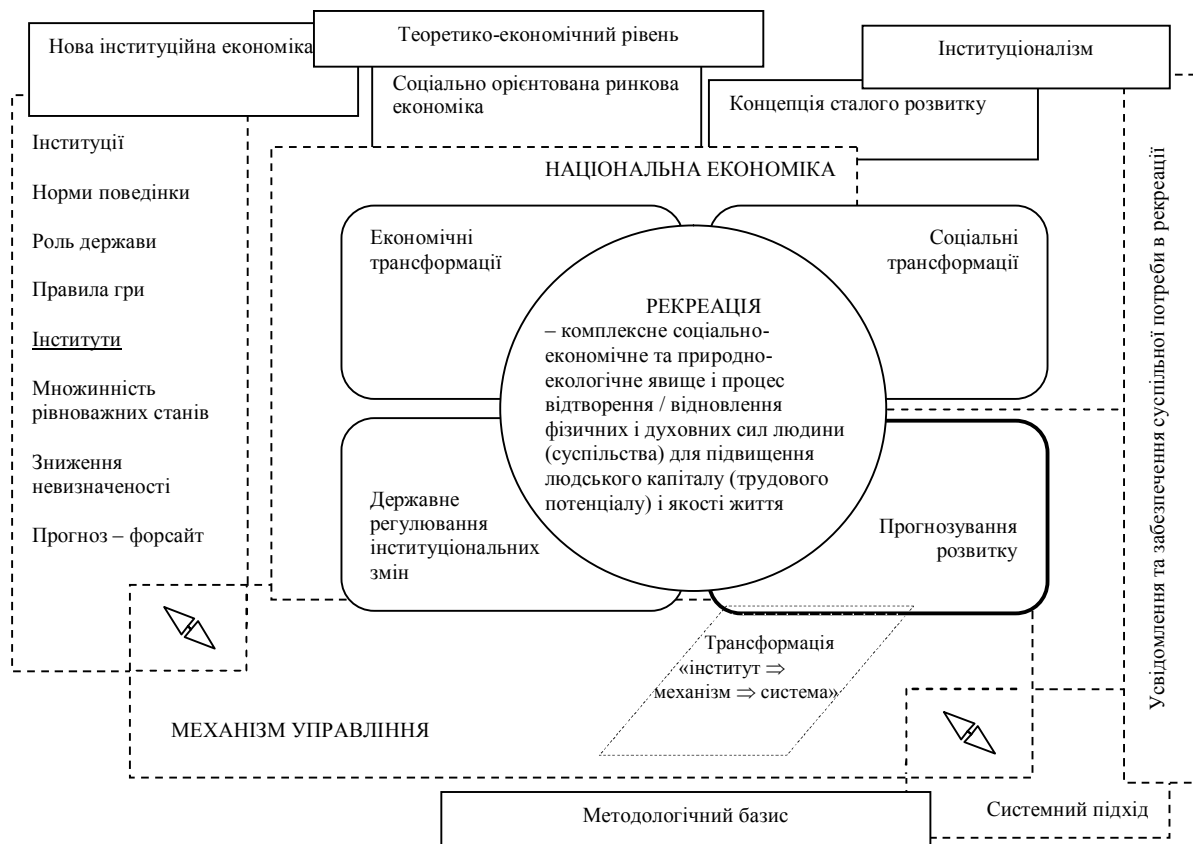 Теоретико-економічний рівень
Нова інституційна економіка
Інституціоналізм
Соціально орієнтована ринкова
економіка
Концепція сталого розвитку
Інституції
Норми поведінки
Роль держави
Правила гри
Інститути
Множинність
рівноважних станів
Зниження
невизначеності
Прогноз – форсайт
НАЦІОНАЛЬНА ЕКОНОМІКА
Економічні
трансформації
Соціальні
трансформації
РЕКРЕАЦІЯ
– комплексне соціально-
економічне та природно-
екологічне явище і процес
відтворення / відновлення
фізичних і духовних сил людини
(суспільства) для підвищення
людського капіталу (трудового
потенціалу) і якості життя
Державне
регулювання
інституціональних
змін
Прогнозування
розвитку
Трансформація
«інститут ⇒
механізм ⇒ система»
МЕХАНІЗМ УПРАВЛІННЯ
Усвідомлення та забезпечення суспільної потреби в рекреації
Методологічний базис
Системний підхід